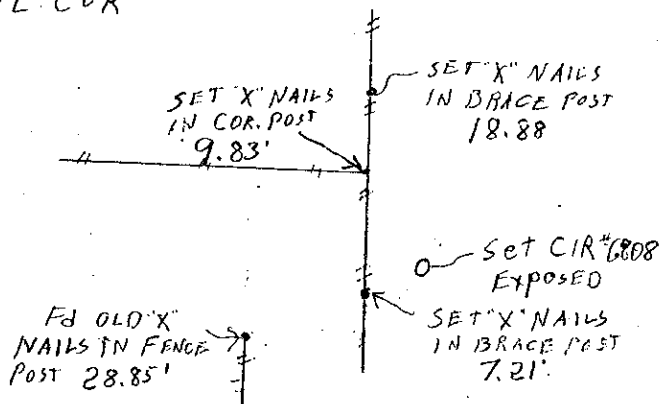 COR
SET "X" NAILS
IN BRACE POST
18.88
SET "X" NAILS
IN COR. POST
9.83'
Set CIR #6808
EXPOSED
Fd OLD "X"
NAILS IN FENCE
POST 28.85'
SET "X" NAILS
IN BRACE POST
7.21'